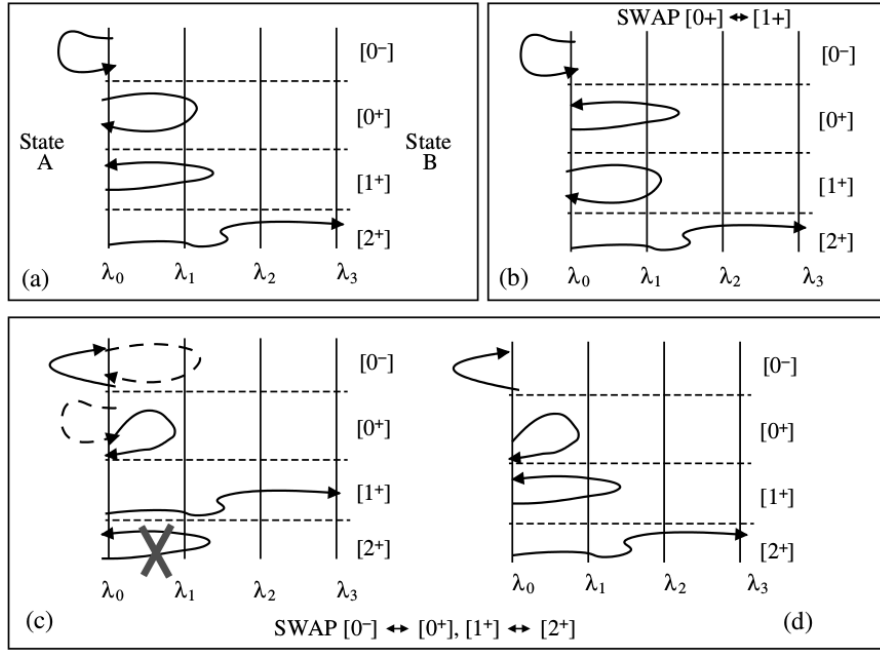 [0⁻]
[0⁺]
State
A
State
B
[1⁺]
[2⁺]
(a)
λ₀ λ₁ λ₂ λ₃
SWAP [0+] ↔ [1+]
[0⁻]
[0⁺]
[1⁺]
[2⁺]
(b)
λ₀ λ₁ λ₂ λ₃
[0⁻]
[0⁺]
[1⁺]
[2⁺]
λ₀ λ₁ λ₂ λ₃
(c)
[0⁻]
[0⁺]
[1⁺]
[2⁺]
λ₀ λ₁ λ₂ λ₃
(d)
SWAP [0⁻] ↔ [0⁺], [1⁺] ↔ [2⁺]